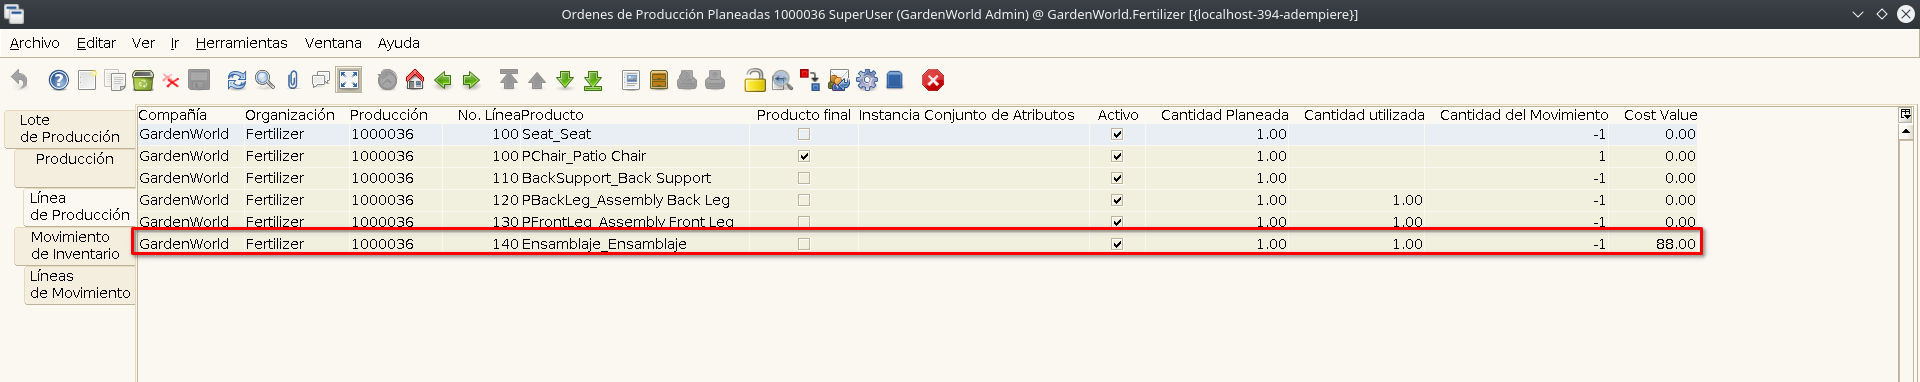 Ordenes de Producción Planeadas 1000036 SuperUser (GardenWorld Admin) @ GardenWorld.Fertilizer [{localhost-394-adempiere}]
Archivo Editar Ver Ir Herramientas Ventana Ayuda
Lote
de Producción
Producción
Línea
de Producción
Movimiento
de Inventario
Líneas
de Movimiento
Compañía Organización Producción No. Línea Producto Producto final Instancia Conjunto de Atributos Activo Cantidad Planeada Cantidad utilizada Cantidad del Movimiento Cost Value
GardenWorld Fertilizer 1000036 100 Seat_Seat 1.00 -1 0.00
GardenWorld Fertilizer 1000036 100 PChair_Patio Chair 1.00 1 0.00
GardenWorld Fertilizer 1000036 110 BackSupport_Back Support 1.00 -1 0.00
GardenWorld Fertilizer 1000036 120 PBackLeg_Assembly Back Leg 1.00 1.00 -1 0.00
GardenWorld Fertilizer 1000036 130 PFrontLeg_Assembly Front Leg 1.00 1.00 -1 0.00
GardenWorld Fertilizer 1000036 140 Ensamblaje_Ensamblaje 1.00 1.00 -1 88.00